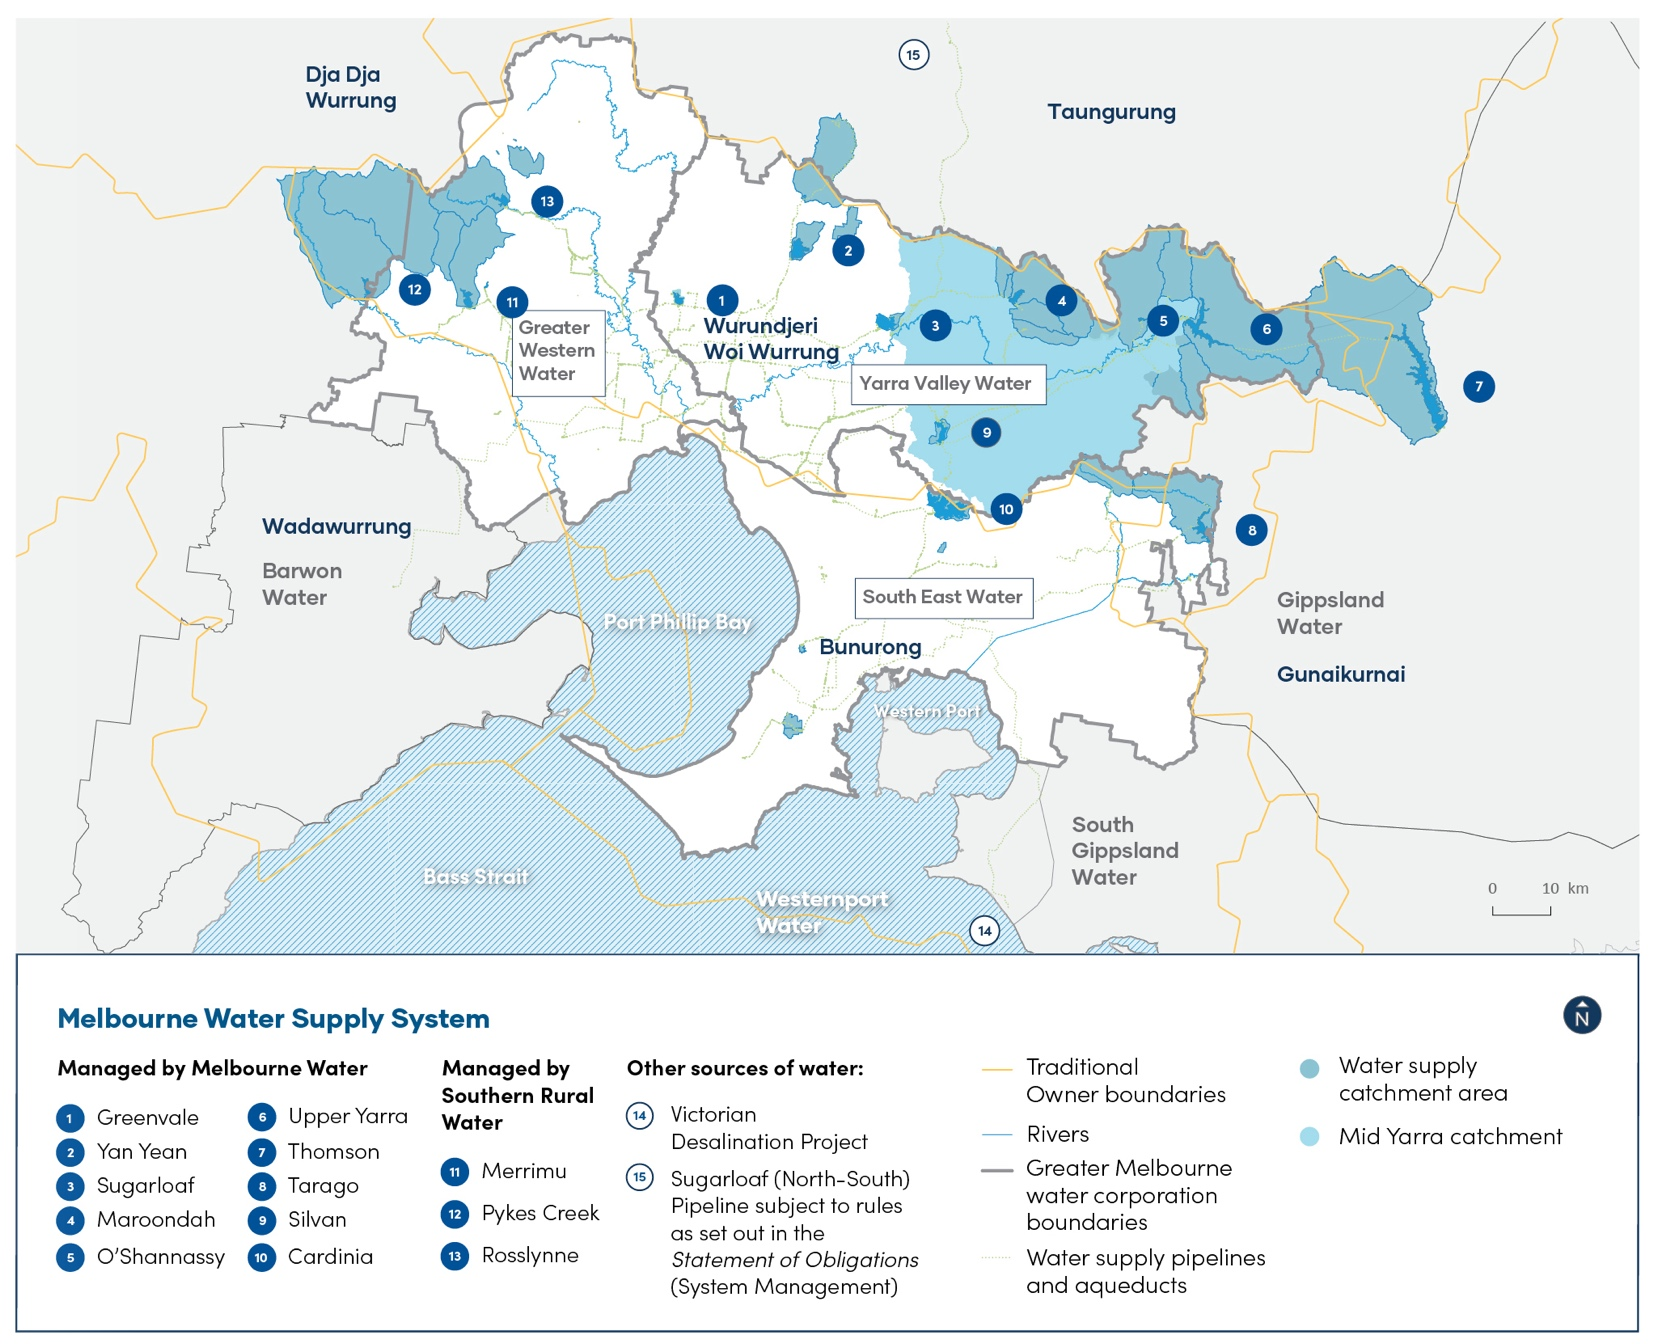 15
Dja Dja
Wurrung
Taungurung
13
2
12
11
1
4
5
6
3
7
Greater
Western
Water
Wurundjeri
Woi Wurrung
Yarra Valley Water
9
10
8
Wadawurrung
Barwon
Water
South East Water
Port Phillip Bay
Bunurong
Gippsland
Water
Gunaikurnai
Western Port
South
Gippsland
Water
Bass Strait
Westernport
Water
14
0 10 km
Melbourne Water Supply System
N
Managed by Melbourne Water
1 Greenvale
2 Yan Yean
3 Sugarloaf
4 Maroondah
5 O’Shannassy
6 Upper Yarra
7 Thomson
8 Tarago
9 Silvan
10 Cardinia
Managed by
Southern Rural
Water
11 Merrimu
12 Pykes Creek
13 Rosslynne
Other sources of water:
14 Victorian
Desalination Project
15 Sugarloaf (North-South)
Pipeline subject to rules
as set out in the
Statement of Obligations
(System Management)
Traditional
Owner boundaries
Rivers
Greater Melbourne
water corporation
boundaries
Water supply pipelines
and aqueducts
Water supply
catchment area
Mid Yarra catchment